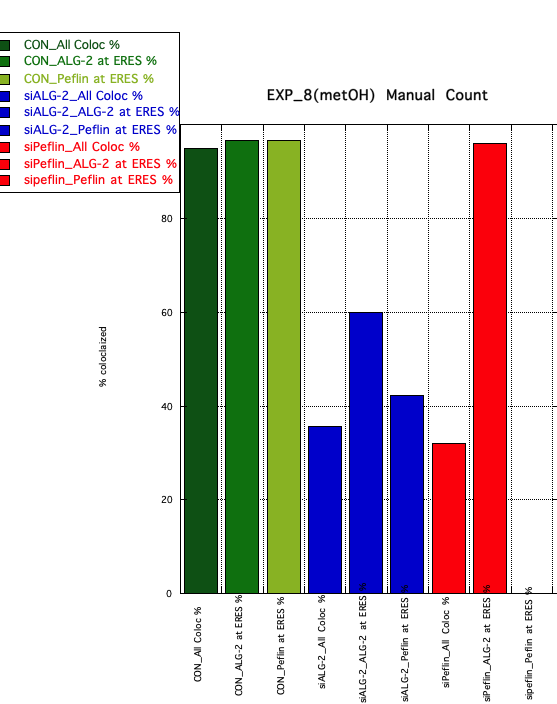 CON_All Coloc %
CON_ALG-2 at ERES %
CON_Peflin at ERES %
siALG-2_All Coloc %
siALG-2_ALG-2 at ERES %
siALG-2_Peflin at ERES %
siPeflin_All Coloc %
siPeflin_ALG-2 at ERES %
sipeflin_Peflin at ERES %
EXP_8(metOH) Manual Count
80
60
40
20
0
% coloclaized
CON_All Coloc %
CON_ALG-2 at ERES %
CON_Peflin at ERES %
siALG-2_All Coloc %
siALG-2_ALG-2 at ERES %
siALG-2_Peflin at ERES %
siPeflin_All Coloc %
siPeflin_ALG-2 at ERES %
sipeflin_Peflin at ERES %